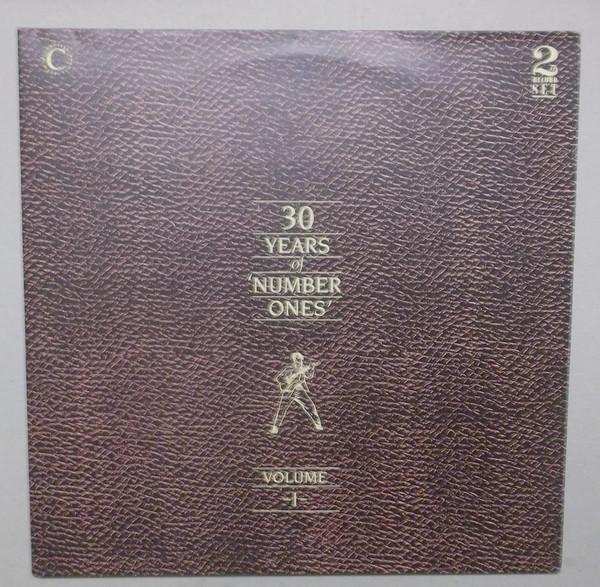 C
2
RECORD
SET
30
YEARS
of
'NUMBER
ONES'
VOLUME
-1-